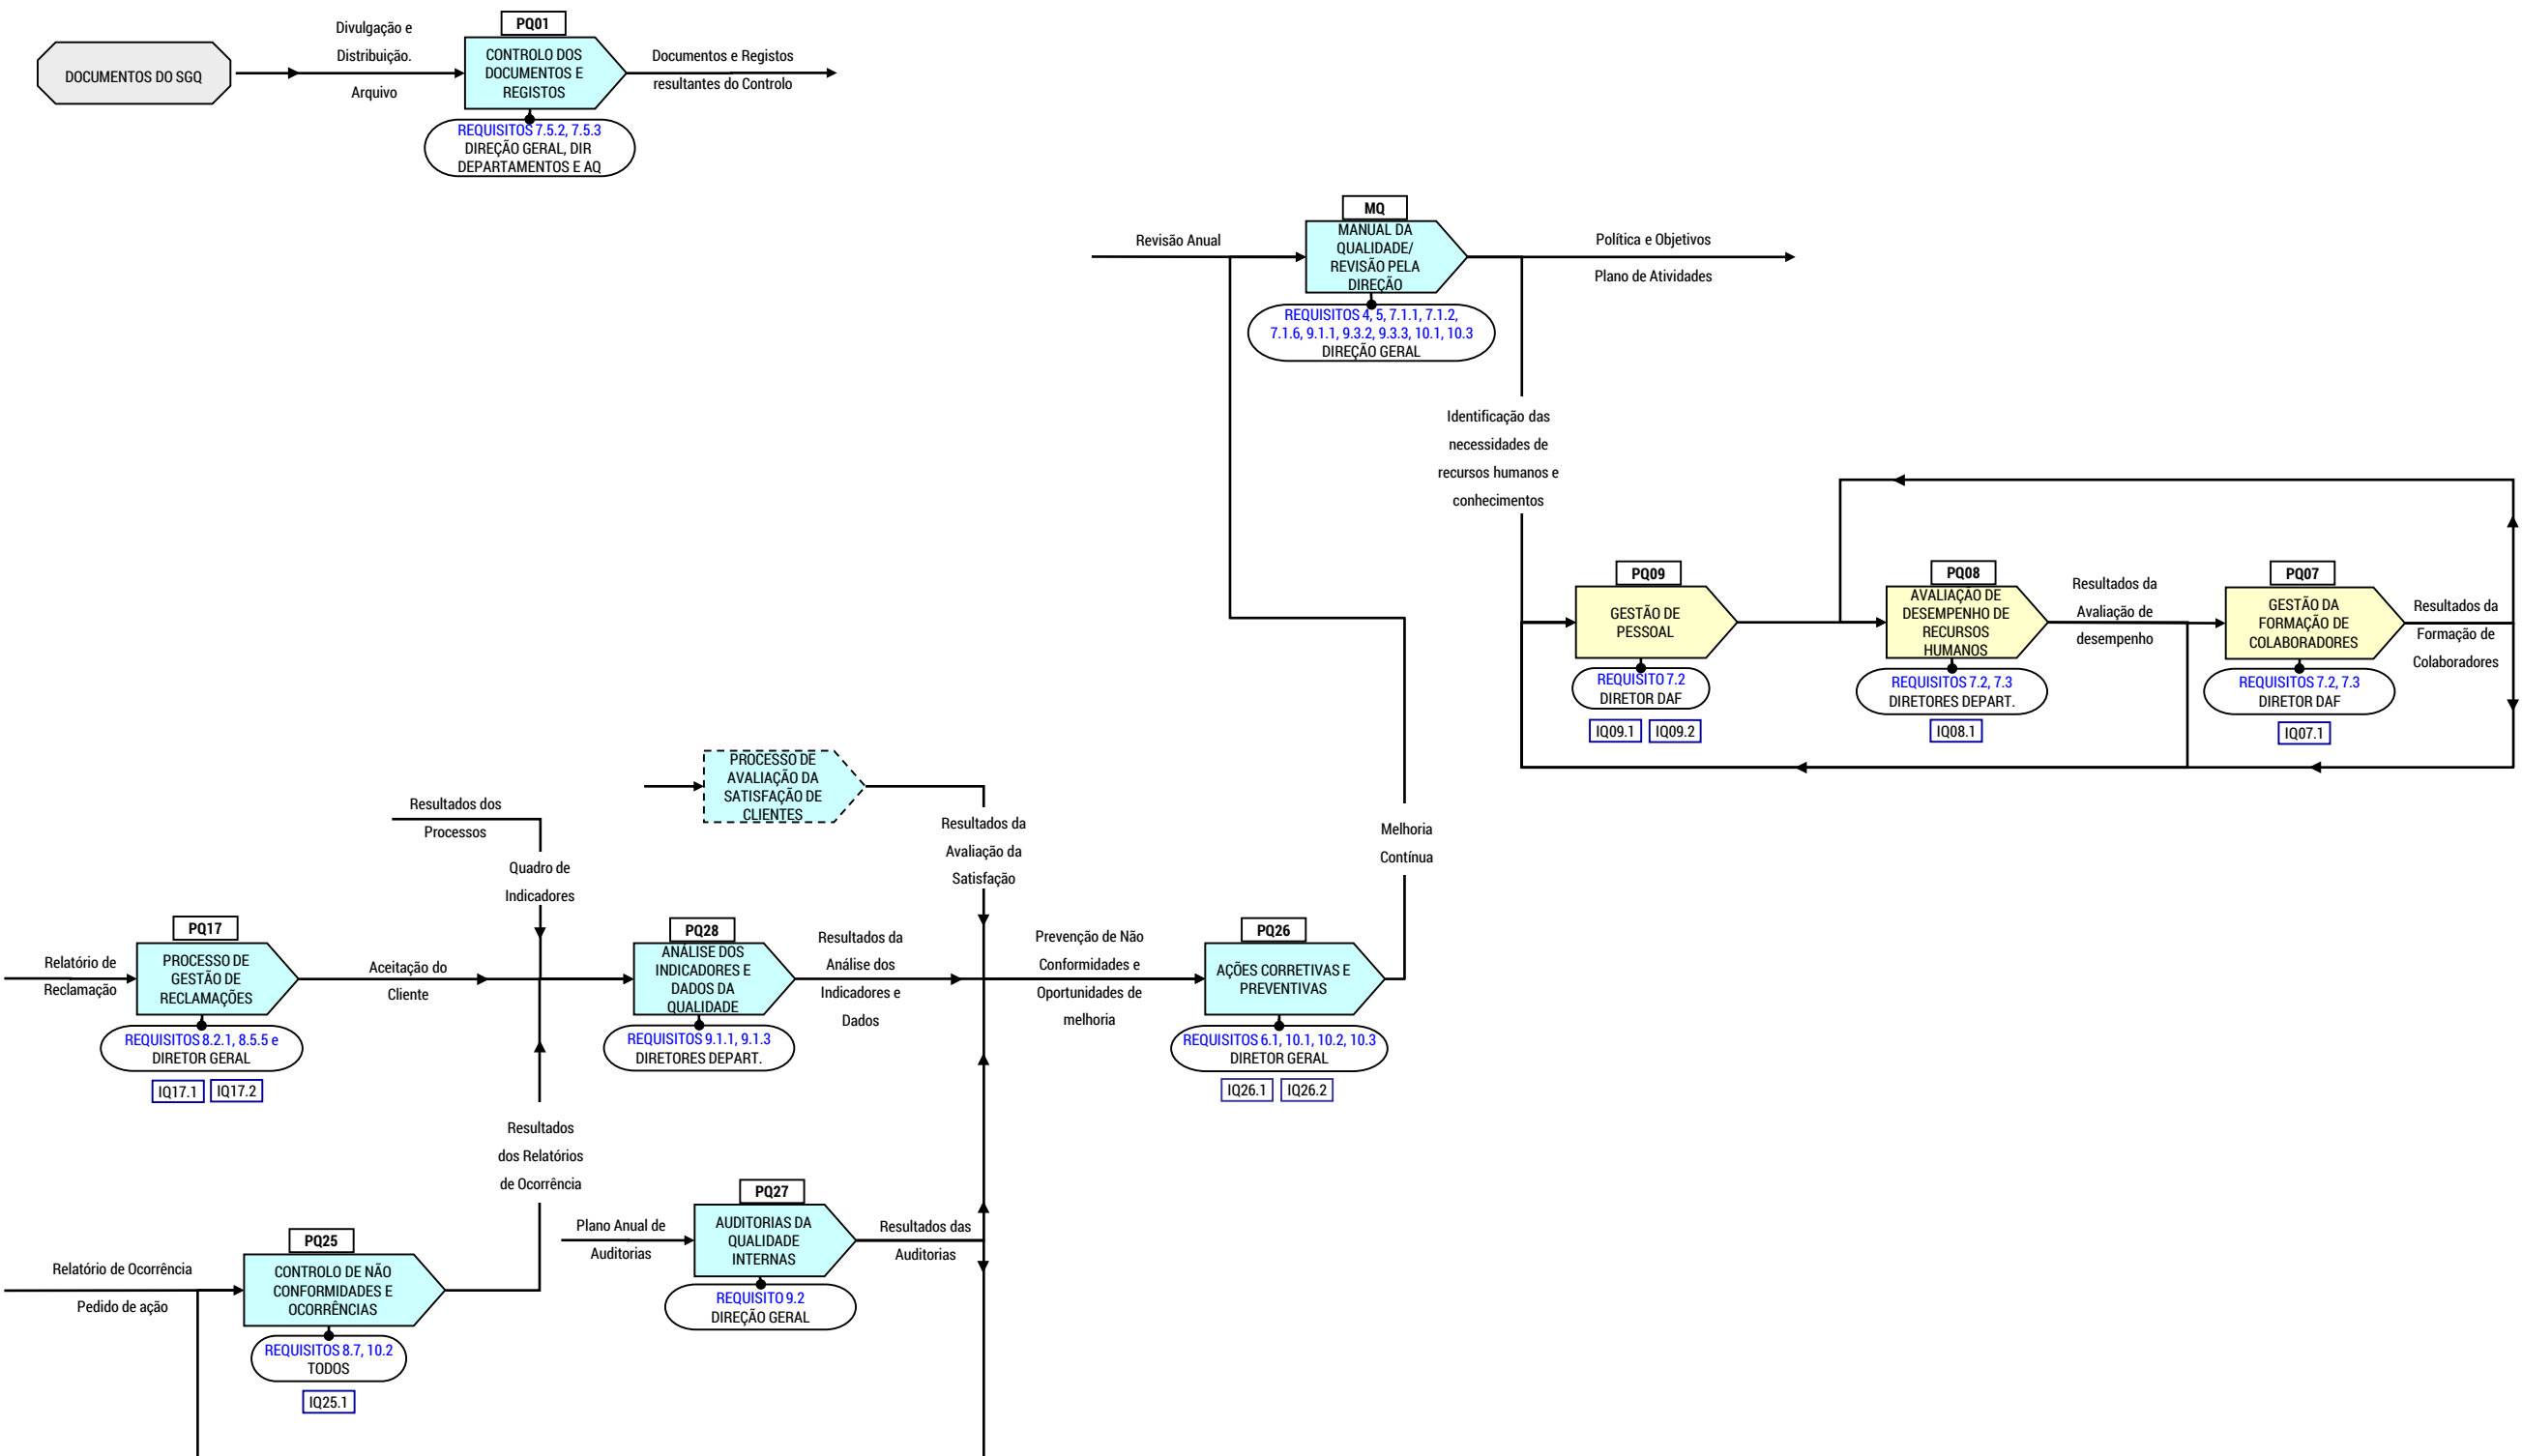 DOCUMENTOS DO SGQ
Divulgação e
Distribuição.
Arquivo
PQ01
CONTROLO DOS
DOCUMENTOS E
REGISTOS
REQUISITOS 7.5.2, 7.5.3
DIREÇÃO GERAL, DIR
DEPARTAMENTOS E AQ
Documentos e Registos
resultantes do Controlo
Revisão Anual
MQ
MANUAL DA
QUALIDADE/
REVISÃO PELA
DIREÇÃO
REQUISITOS 4, 5, 7.1.1, 7.1.2,
7.1.6, 9.1.1, 9.3.2, 9.3.3, 10.1, 10.3
DIREÇÃO GERAL
Política e Objetivos
Plano de Atividades
Identificação das
necessidades de
recursos humanos e
conhecimentos
PQ09
GESTÃO DE
PESSOAL
REQUISITO 7.2
DIRETOR DAF
IQ09.1
IQ09.2
PQ08
AVALIAÇÃO DE
DESEMPENHO DE
RECURSOS
HUMANOS
REQUISITOS 7.2, 7.3
DIRETORES DEPART.
IQ08.1
Resultados da
Avaliação de
desempenho
PQ07
GESTÃO DA
FORMAÇÃO DE
COLABORADORES
REQUISITOS 7.2, 7.3
DIRETOR DAF
IQ07.1
Resultados da
Formação de
Colaboradores
PROCESSO DE
AVALIAÇÃO DA
SATISFAÇÃO DE
CLIENTES
Resultados da
Avaliação da
Satisfação
Resultados dos
Processos
Quadro de
Indicadores
Melhoria
Contínua
Relatório de
Reclamação
PQ17
PROCESSO DE
GESTÃO DE
RECLAMAÇÕES
REQUISITOS 8.2.1, 8.5.5 e
DIRETOR GERAL
IQ17.1
IQ17.2
Aceitação do
Cliente
PQ28
ANÁLISE DOS
INDICADORES E
DADOS DA
QUALIDADE
REQUISITOS 9.1.1, 9.1.3
DIRETORES DEPART.
Resultados da
Análise dos
Indicadores e
Dados
Prevenção de Não
Conformidades e
Oportunidades de
melhoria
PQ26
AÇÕES CORRETIVAS E
PREVENTIVAS
REQUISITOS 6.1, 10.1, 10.2, 10.3
DIRETOR GERAL
IQ26.1
IQ26.2
Resultados
dos Relatórios
de Ocorrência
Relatório de Ocorrência
Pedido de ação
PQ25
CONTROLO DE NÃO
CONFORMIDADES E
OCORRÊNCIAS
REQUISITOS 8.7, 10.2
TODOS
IQ25.1
Plano Anual de
Auditorias
PQ27
AUDITORIAS DA
QUALIDADE
INTERNAS
REQUISITO 9.2
DIREÇÃO GERAL
Resultados das
Auditorias